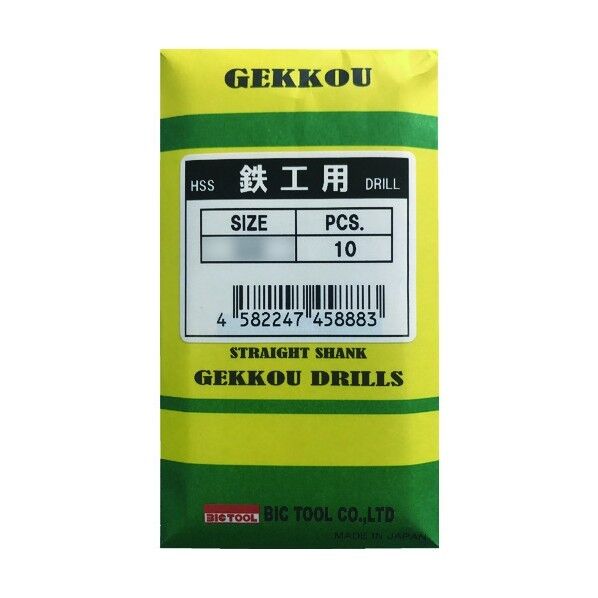 GEKKOU
HSS 鉄工用 DRILL
SIZE PCS.
10
4 582247 458883
STRAIGHT SHANK
GEKKOU DRILLS
BIC TOOL BIC TOOL CO.,LTD
MADE IN JAPAN